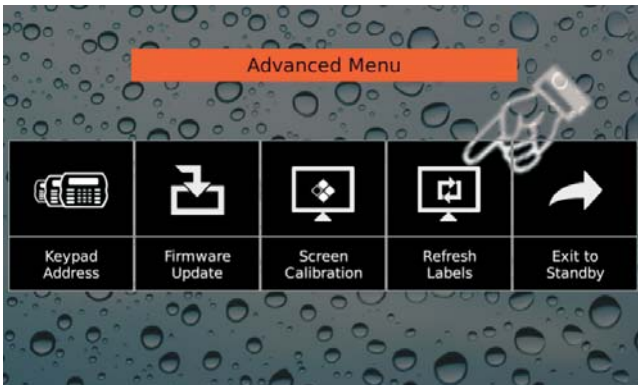 Advanced Menu
Keypad
Address
Firmware
Update
Screen
Calibration
Refresh
Labels
Exit to
Standby